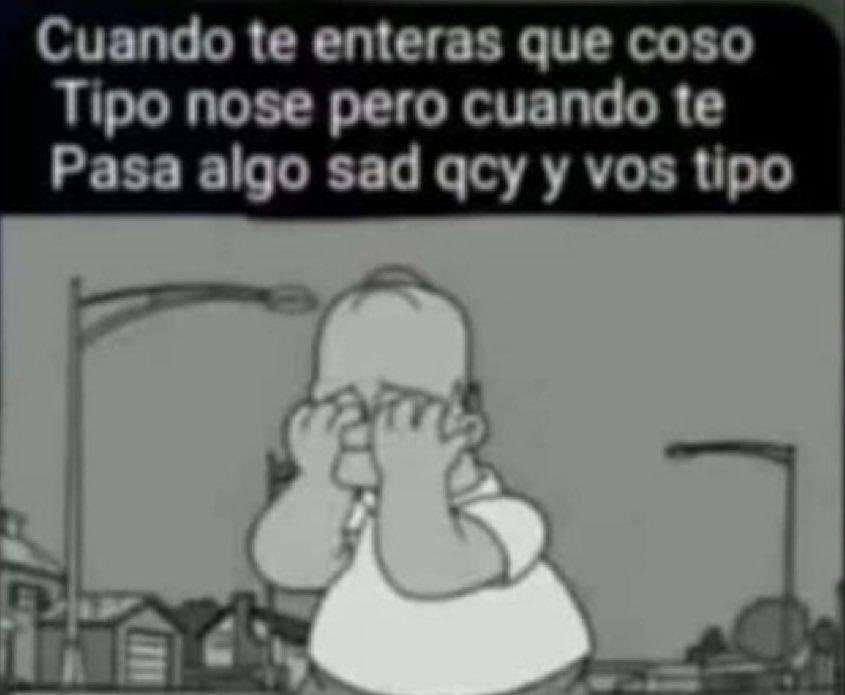 Cuando te enteras que coso
Tipo nose pero cuando te
Pasa algo sad qcy y vos tipo